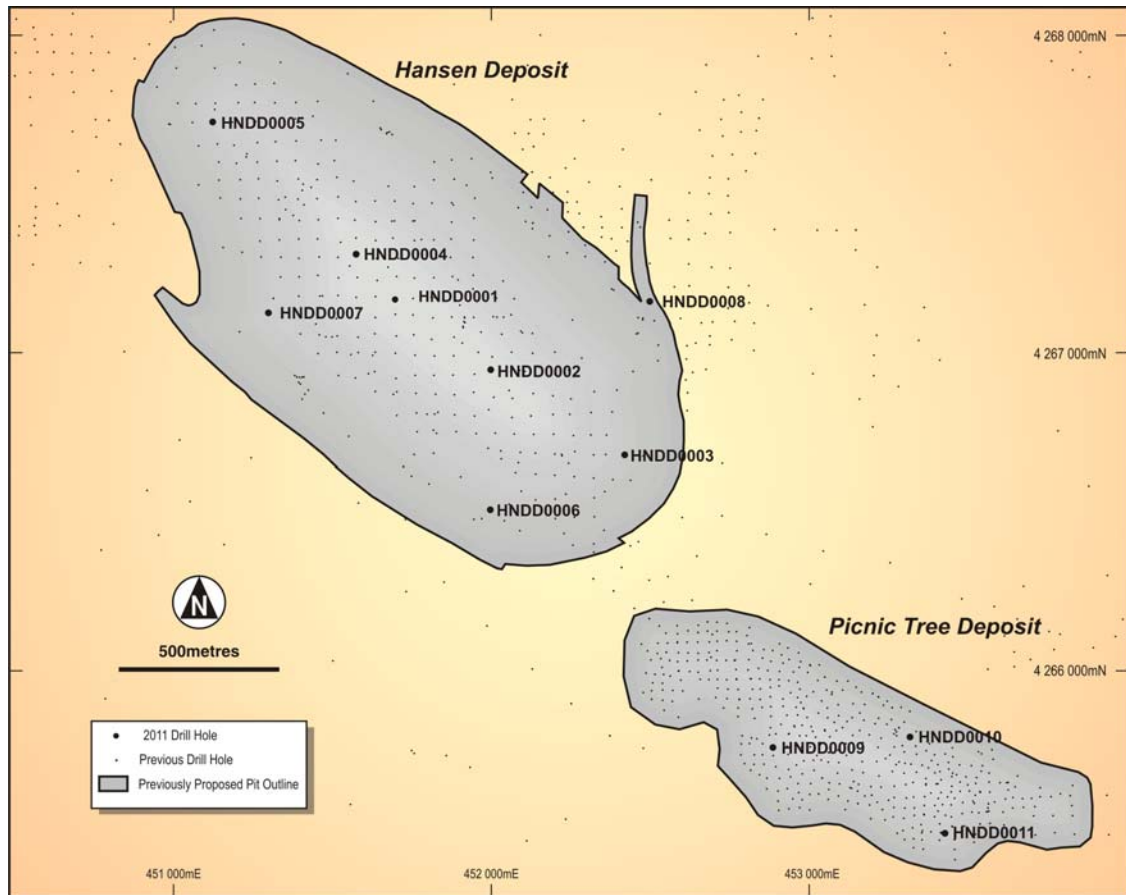 4 268 000mN
Hansen Deposit
HNDD0005
HNDD0004
HNDD0001
HNDD0008
HNDD0007
4 267 000mN
HNDD0002
HNDD0003
HNDD0006
N
500metres
Picnic Tree Deposit
4 266 000mN
2011 Drill Hole
Previous Drill Hole
Previously Proposed Pit Outline
HNDD0010
HNDD0009
HNDD0011
451 000mE
452 000mE
453 000mE